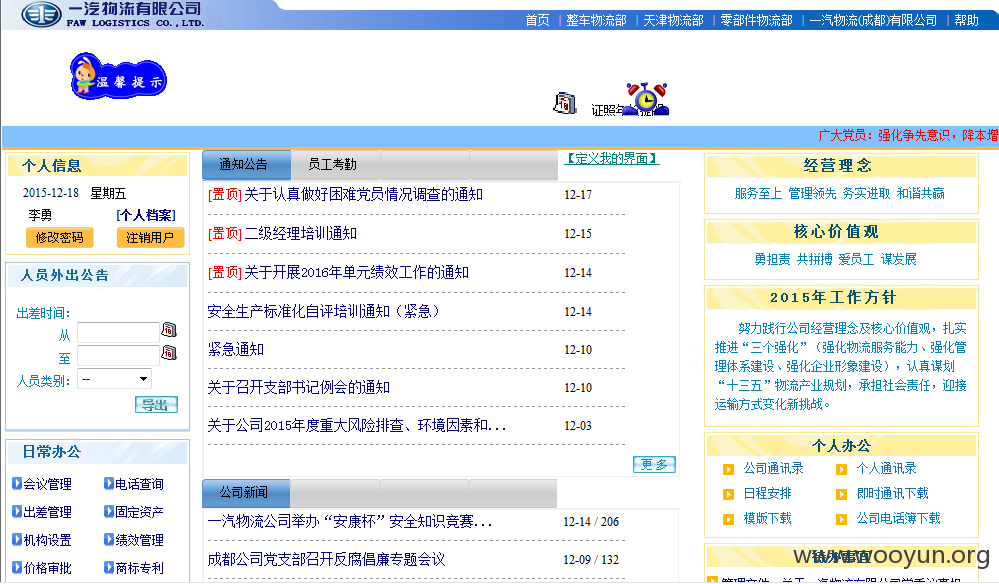 一汽物流有限公司
FAW LOGISTICS CO.,LTD.
首页 | 整车物流部 | 天津物流部 | 零部件物流部 | 一汽物流(成都)有限公司 | 帮助
温馨提示
证照年
广大党员：强化争先意识，降本增
个人信息
2015-12-18 星期五
李勇 [个人档案]
修改密码 注销用户
人员外出公告
出差时间：
从
至
人员类别： --
导出
日常办公
会议管理 电话查询
出差管理 固定资产
机构设置 绩效管理
价格审批 商标专利
通知公告 员工考勤
【定义我的界面】
[置顶]关于认真做好困难党员情况调查的通知 12-17
[置顶]二级经理培训通知 12-15
[置顶]关于开展2016年单元绩效工作的通知 12-14
安全生产标准化自评培训通知（紧急） 12-14
紧急通知 12-10
关于召开支部书记例会的通知 12-10
关于公司2015年度重大风险排查、环境因素和... 12-03
更多
公司新闻
一汽物流公司举办“安康杯”安全知识竞赛... 12-14 / 206
成都公司党支部召开反腐倡廉专题会议 12-09 / 132
经营理念
服务至上 管理领先 务实进取 和谐共赢
核心价值观
勇担责 共拼搏 爱员工 谋发展
2015年工作方针
努力践行公司经营理念及核心价值观，扎实
推进“三个强化”（强化物流服务能力、强化管
理体系建设、强化企业形象建设），认真谋划
“十三五”物流产业规划，承担社会责任，迎接
运输方式变化新挑战。
个人办公
公司通讯录 个人通讯录
日程安排 即时通讯下载
模版下载 公司电话簿下载
www.wooyun.org